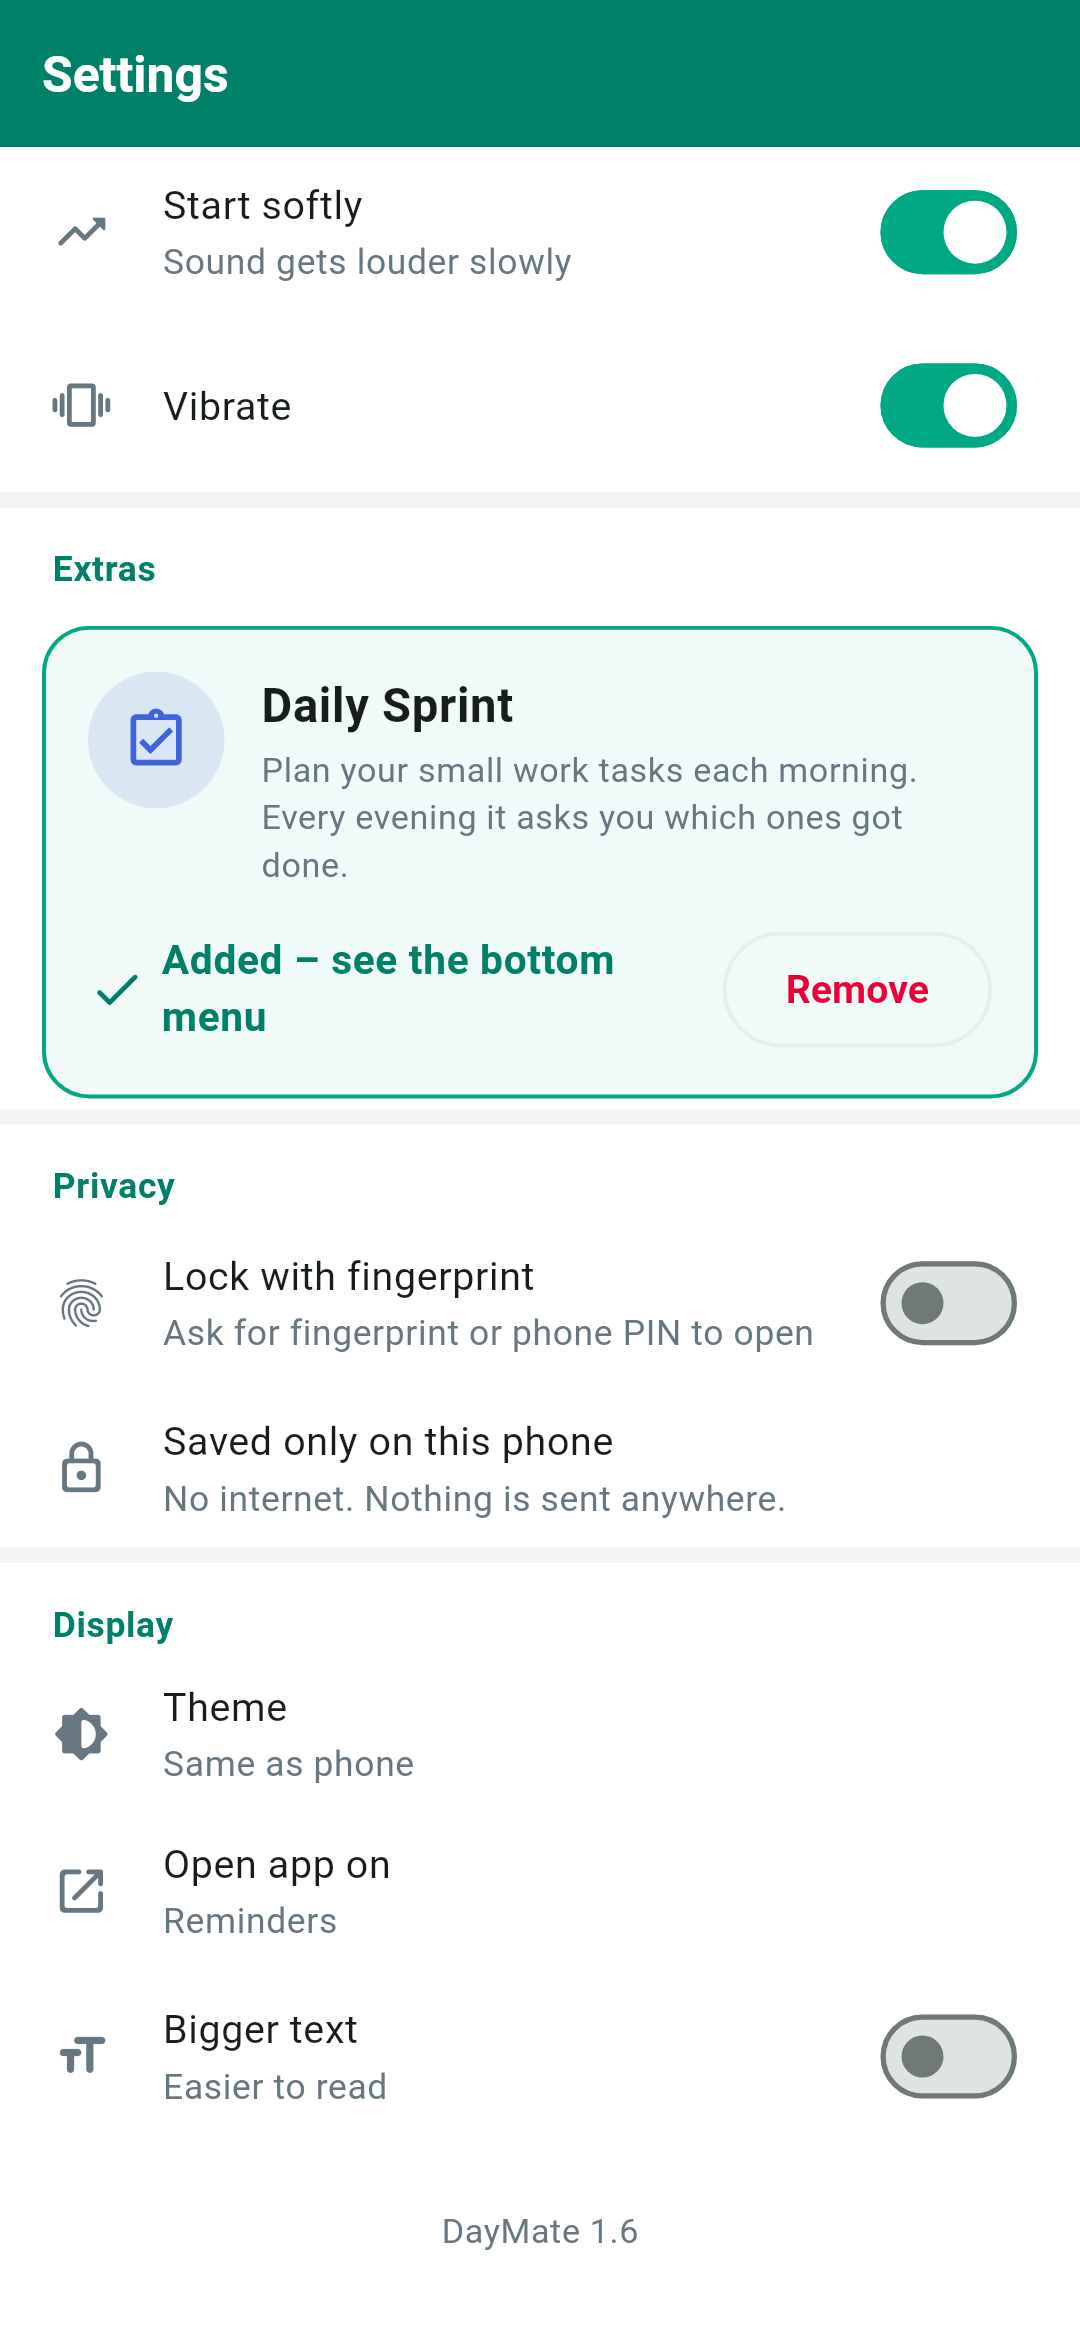 Settings
Start softly
Sound gets louder slowly
Vibrate
Extras
Daily Sprint
Plan your small work tasks each morning.
Every evening it asks you which ones got
done.
Added – see the bottom
menu
Remove
Privacy
Lock with fingerprint
Ask for fingerprint or phone PIN to open
Saved only on this phone
No internet. Nothing is sent anywhere.
Display
Theme
Same as phone
Open app on
Reminders
Bigger text
Easier to read
DayMate 1.6